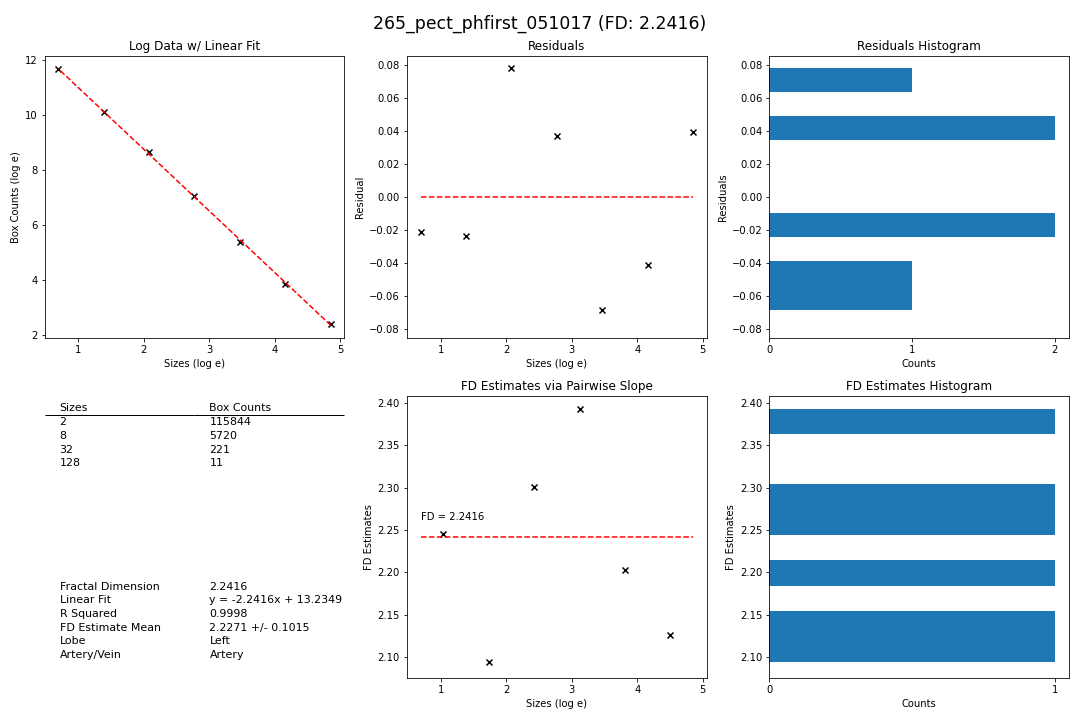 265_pect_phfirst_051017 (FD: 2.2416)
Log Data w/ Linear Fit
12
10
8
6
4
2
Box Counts (log e)
1 2 3 4 5
Sizes (log e)
Residuals
0.08
0.06
0.04
0.02
0.00
−0.02
−0.04
−0.06
−0.08
Residual
1 2 3 4 5
Sizes (log e)
Residuals Histogram
0.08
0.06
0.04
0.02
0.00
−0.02
−0.04
−0.06
−0.08
Residuals
0 1 2
Counts
Sizes Box Counts
2 115844
8 5720
32 221
128 11
Fractal Dimension 2.2416
Linear Fit y = -2.2416x + 13.2349
R Squared 0.9998
FD Estimate Mean 2.2271 +/- 0.1015
Lobe Left
Artery/Vein Artery
FD Estimates via Pairwise Slope
2.40
2.35
2.30
2.25
2.20
2.15
2.10
FD Estimates
FD = 2.2416
1 2 3 4 5
Sizes (log e)
FD Estimates Histogram
2.40
2.35
2.30
2.25
2.20
2.15
2.10
FD Estimates
0 1
Counts